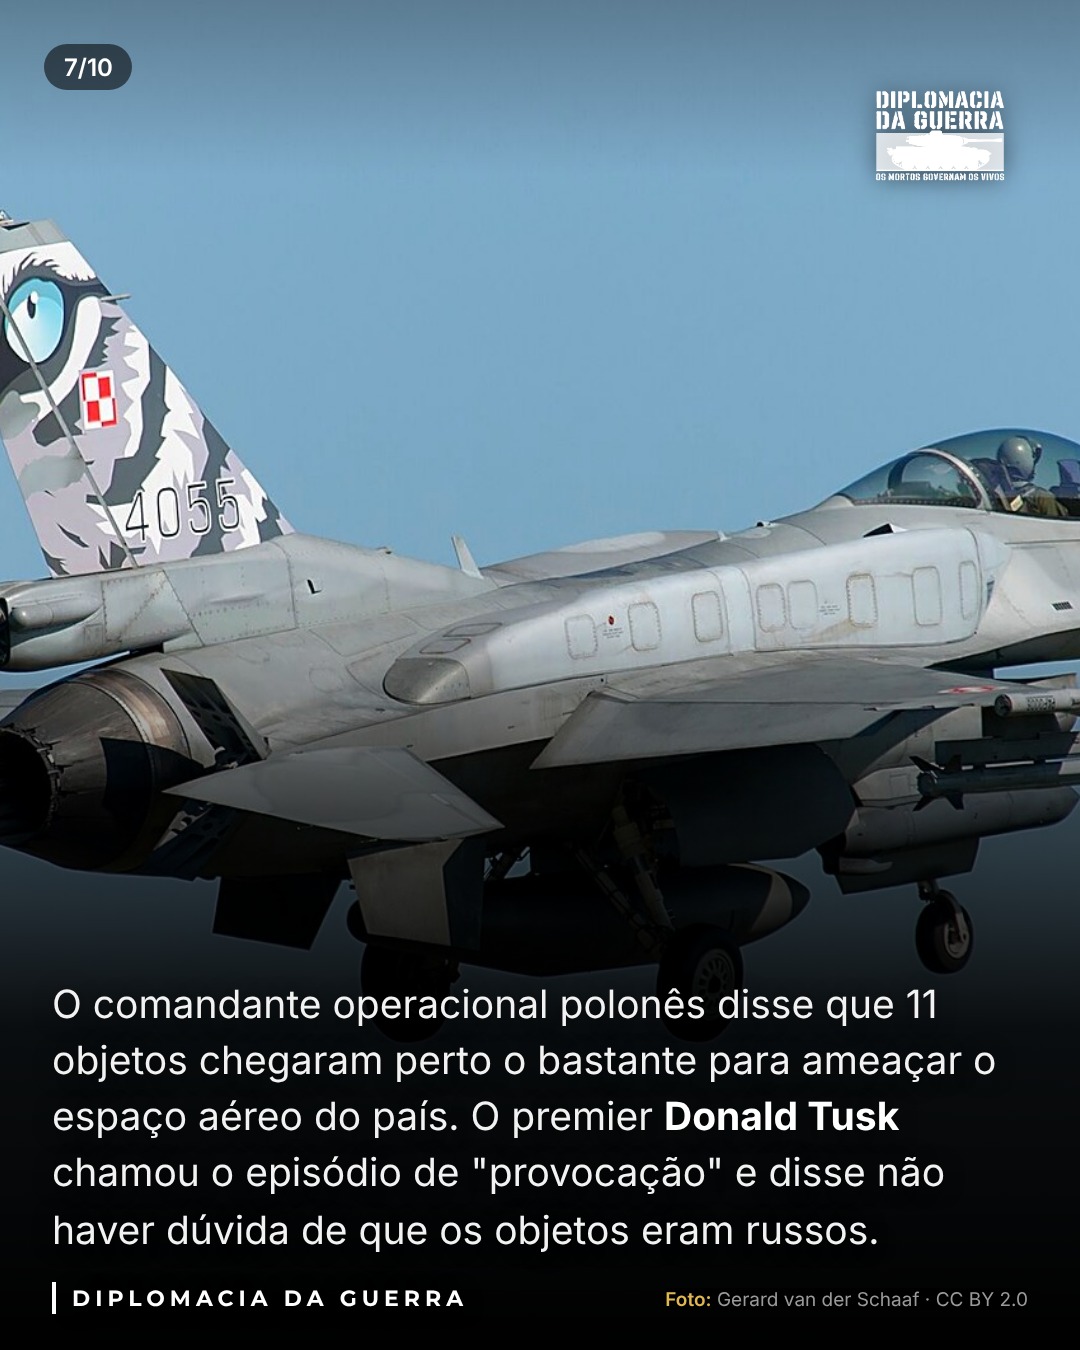 7/10
DIPLOMACIA
DA GUERRA
OS MORTOS GOVERNAM OS VIVOS
4055
O comandante operacional polonês disse que 11
objetos chegaram perto o bastante para ameaçar o
espaço aéreo do país. O premier Donald Tusk
chamou o episódio de "provocação" e disse não
haver dúvida de que os objetos eram russos.
DIPLOMACIA DA GUERRA
Foto: Gerard van der Schaaf · CC BY 2.0